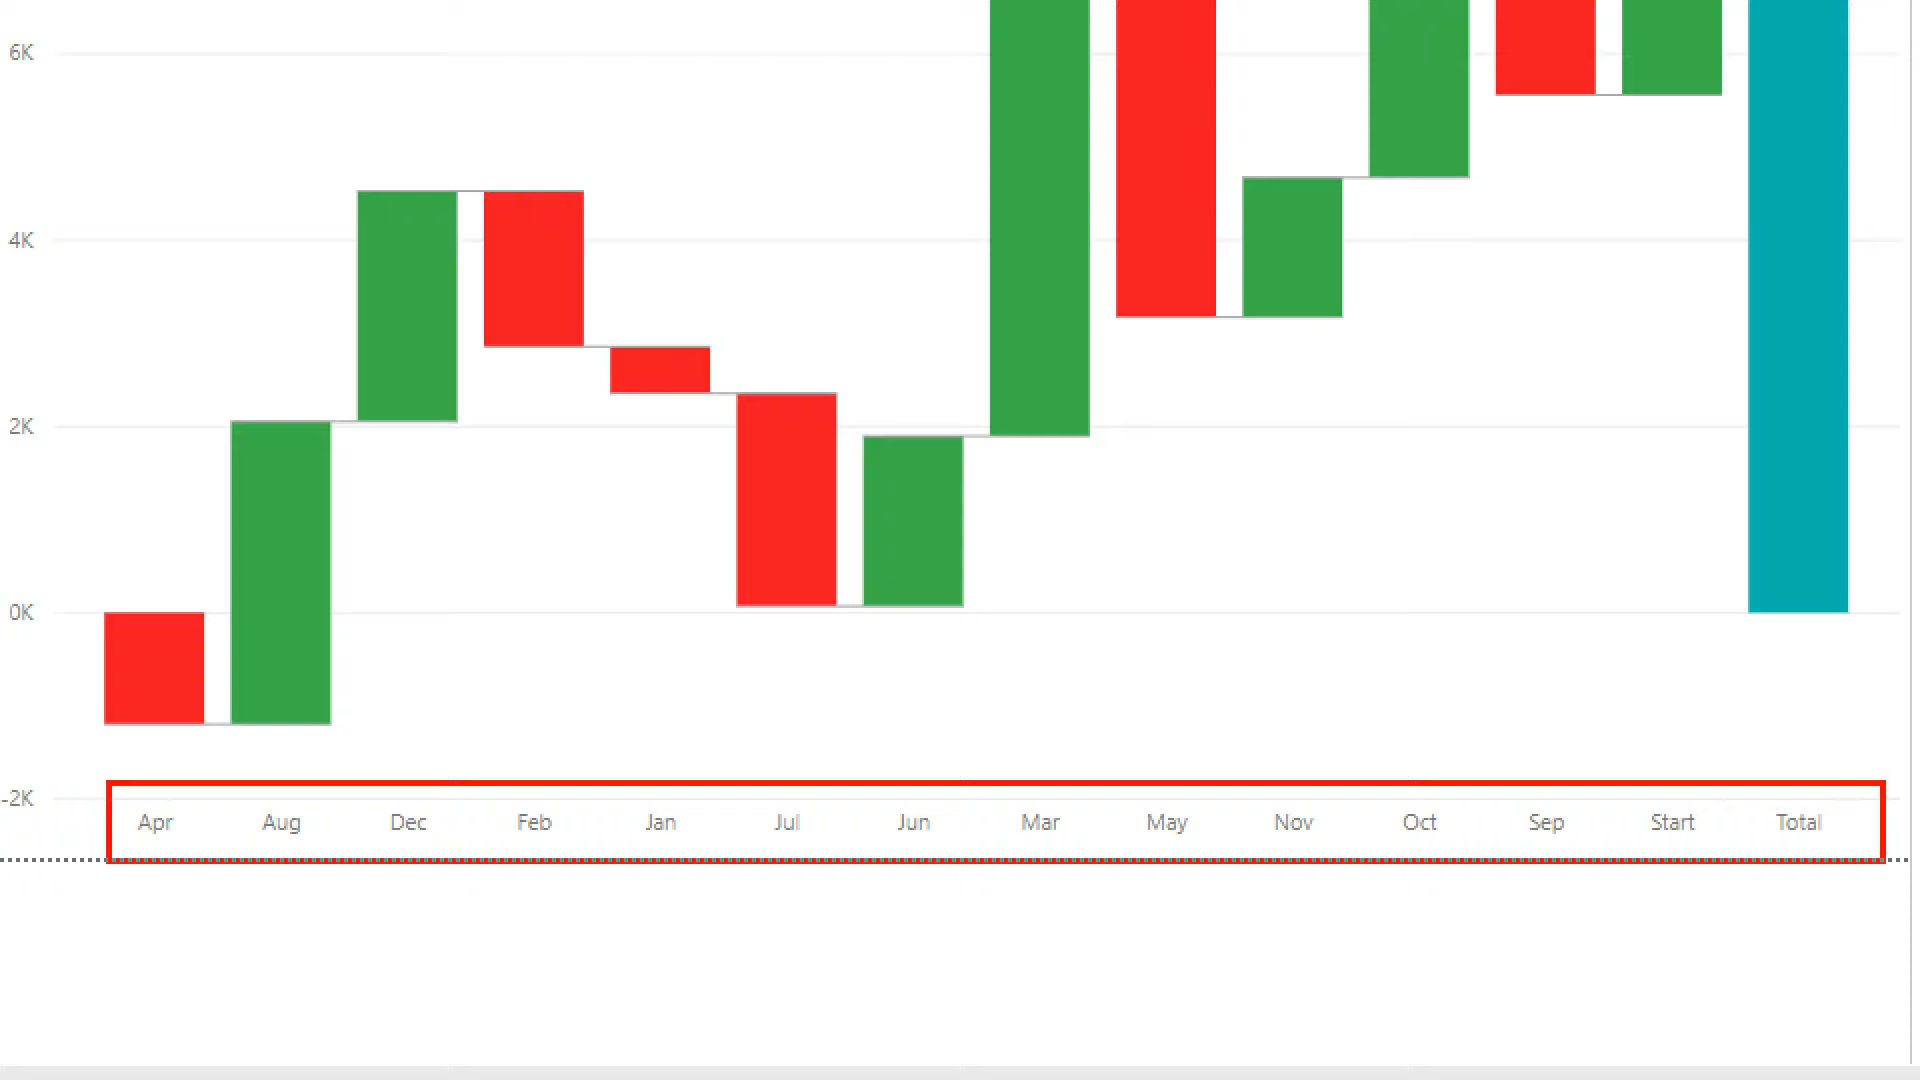 6K
4K
2K
0K
-2K
Apr Aug Dec Feb Jan Jul Jun Mar May Nov Oct Sep Start Total